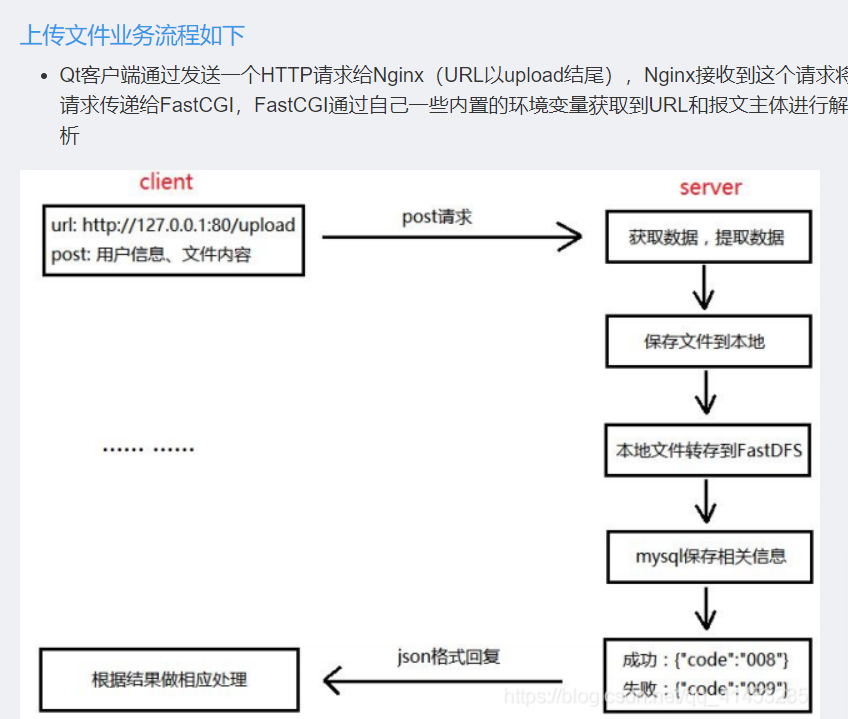 上传文件业务流程如下
• Qt客户端通过发送一个HTTP请求给Nginx（URL以upload结尾），Nginx接收到这个请求将
请求传递给FastCGI，FastCGI通过自己一些内置的环境变量获取到URL和报文主体进行解
析
client
server
url: http://127.0.0.1:80/upload
post: 用户信息、文件内容
post请求
获取数据，提取数据
保存文件到本地
...... ......
本地文件转存到FastDFS
mysql保存相关信息
根据结果做相应处理
json格式回复
成功：{"code":"008"}
失败：{"code":"009"}